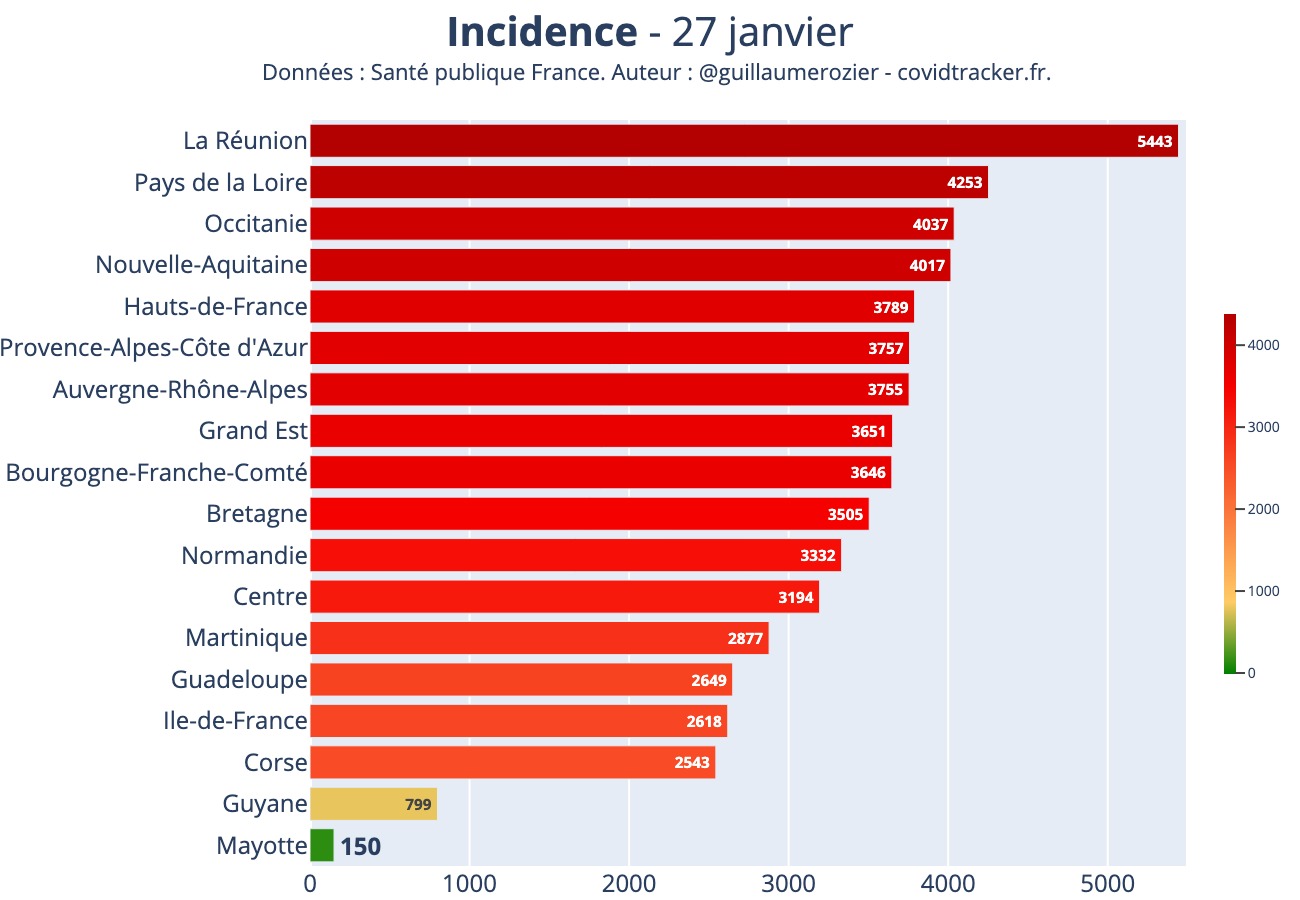 Incidence - 27 janvier
Données : Santé publique France. Auteur : @guillaumerozier - covidtracker.fr.
La Réunion 5443
Pays de la Loire 4253
Occitanie 4037
Nouvelle-Aquitaine 4017
Hauts-de-France 3789
Provence-Alpes-Côte d'Azur 3757
Auvergne-Rhône-Alpes 3755
Grand Est 3651
Bourgogne-Franche-Comté 3646
Bretagne 3505
Normandie 3332
Centre 3194
Martinique 2877
Guadeloupe 2649
Ile-de-France 2618
Corse 2543
Guyane 799
Mayotte 150
0 1000 2000 3000 4000 5000
4000
3000
2000
1000
0